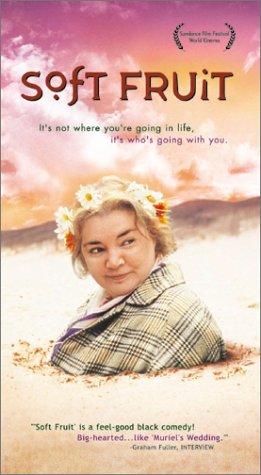 Sundance Film Festival
World Cinema
SOFT FRUIT
It's not where you're going in life,
it's who's going with you.
"'Soft Fruit' is a feel-good black comedy!
Big-hearted...like 'Muriel's Wedding.'"
-Graham Fuller, INTERVIEW